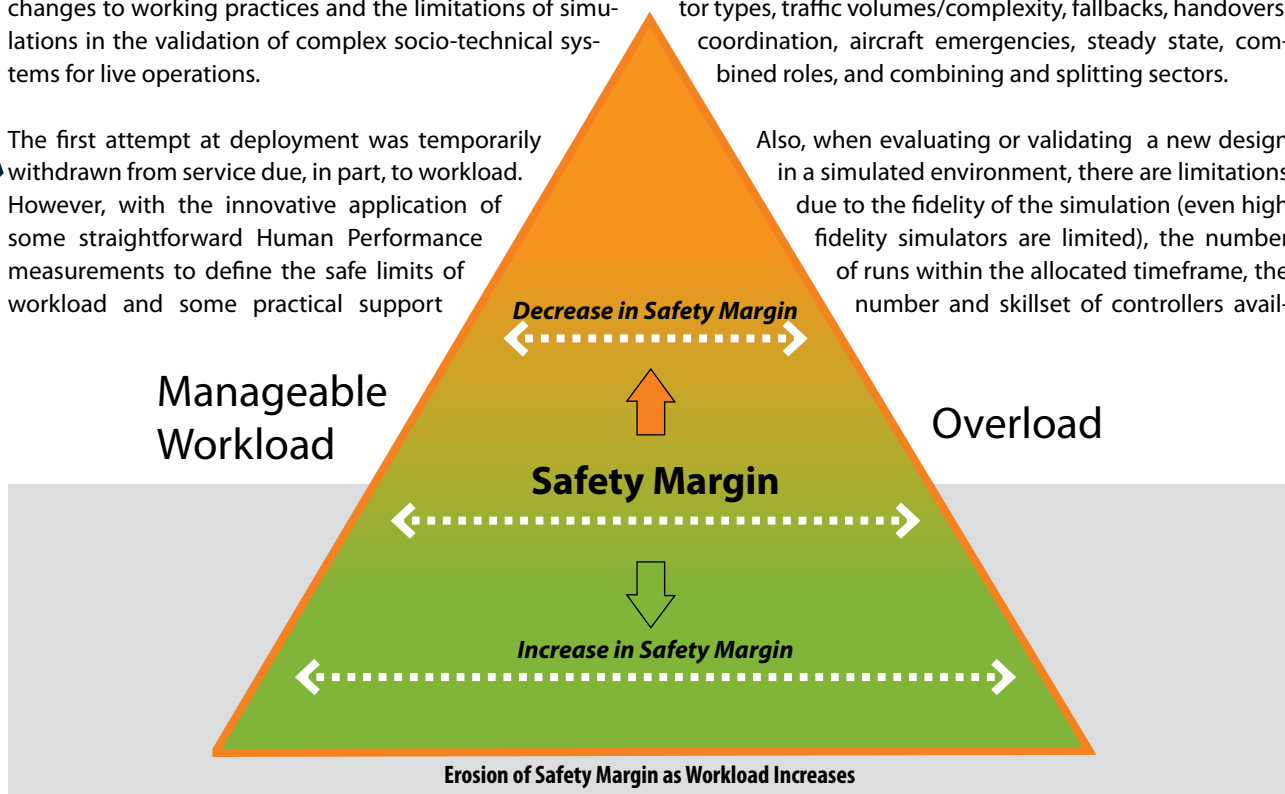 changes to working practices and the limitations of simu-
lations in the validation of complex socio-technical sys-
tems for live operations.
The first attempt at deployment was temporarily
withdrawn from service due, in part, to workload.
However, with the innovative application of
some straightforward Human Performance
measurements to define the safe limits of
workload and some practical support
tor types, traffic volumes/complexity, fallbacks, handovers
coordination, aircraft emergencies, steady state, com-
bined roles, and combining and splitting sectors.
Also, when evaluating or validating a new design
in a simulated environment, there are limitations
due to the fidelity of the simulation (even high
fidelity simulators are limited), the number
of runs within the allocated timeframe, the
number and skillset of controllers avail-
Decrease in Safety Margin
Manageable
Workload
Overload
Safety Margin
Increase in Safety Margin
Erosion of Safety Margin as Workload Increases